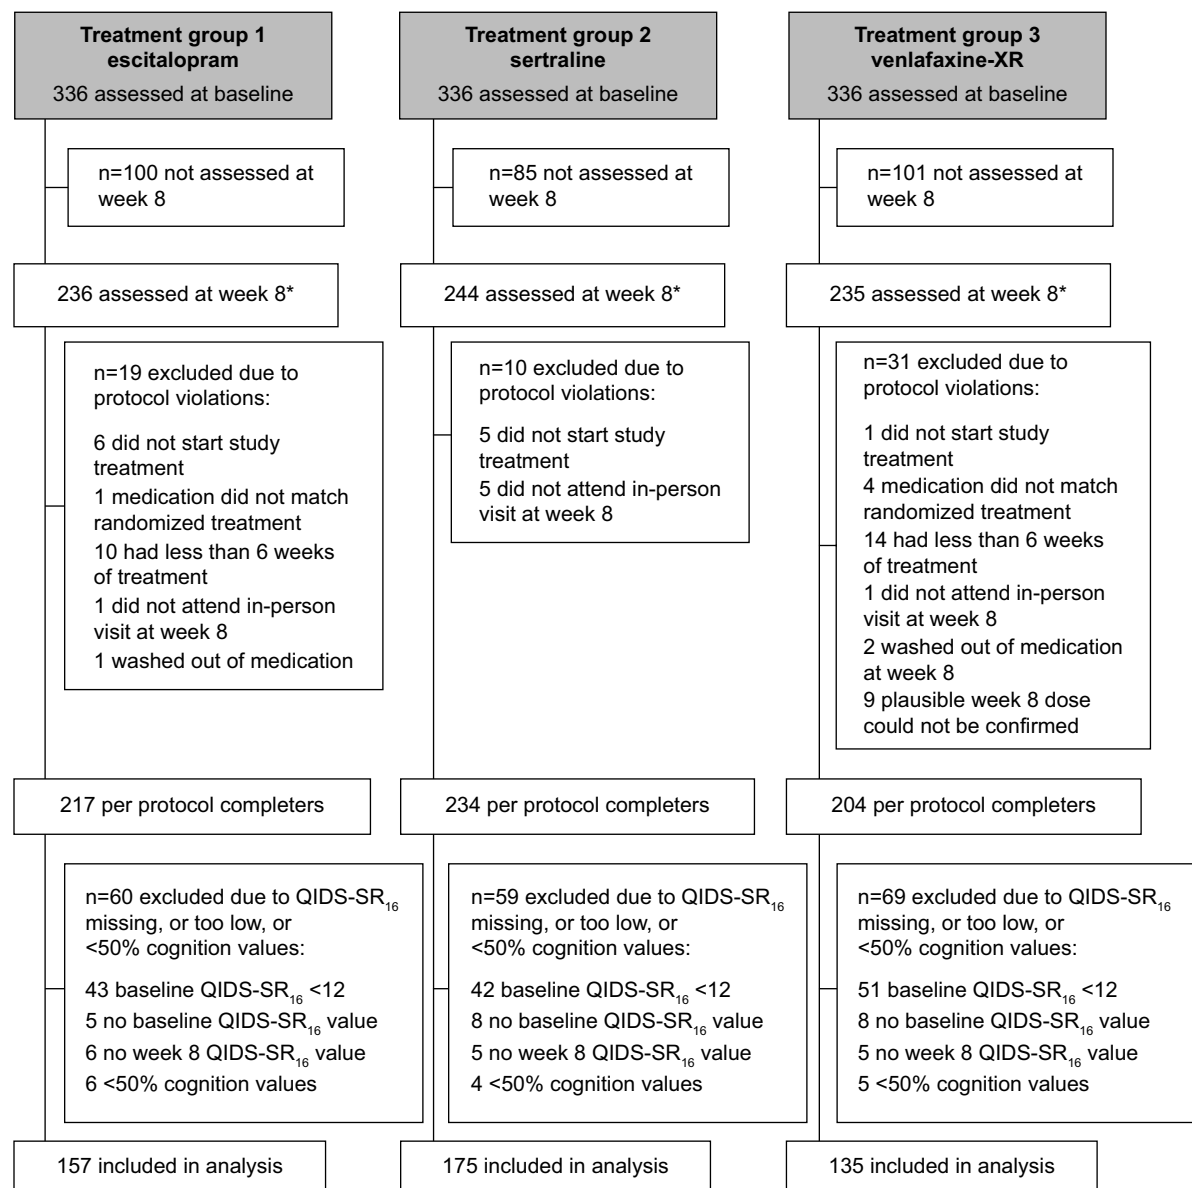 Treatment group 1
escitalopram
336 assessed at baseline
n=100 not assessed at
week 8
236 assessed at week 8*
n=19 excluded due to
protocol violations:
6 did not start study
treatment
1 medication did not match
randomized treatment
10 had less than 6 weeks
of treatment
1 did not attend in-person
visit at week 8
1 washed out of medication
217 per protocol completers
n=60 excluded due to QIDS-SR16
missing, or too low, or
<50% cognition values:
43 baseline QIDS-SR16 <12
5 no baseline QIDS-SR16 value
6 no week 8 QIDS-SR16 value
6 <50% cognition values
157 included in analysis
Treatment group 2
sertraline
336 assessed at baseline
n=85 not assessed at
week 8
244 assessed at week 8*
n=10 excluded due to
protocol violations:
5 did not start study
treatment
5 did not attend in-person
visit at week 8
234 per protocol completers
n=59 excluded due to QIDS-SR16
missing, or too low, or
<50% cognition values:
42 baseline QIDS-SR16 <12
8 no baseline QIDS-SR16 value
5 no week 8 QIDS-SR16 value
4 <50% cognition values
175 included in analysis
Treatment group 3
venlafaxine-XR
336 assessed at baseline
n=101 not assessed at
week 8
235 assessed at week 8*
n=31 excluded due to
protocol violations:
1 did not start study
treatment
4 medication did not match
randomized treatment
14 had less than 6 weeks
of treatment
1 did not attend in-person
visit at week 8
2 washed out of medication
at week 8
9 plausible week 8 dose
could not be confirmed
204 per protocol completers
n=69 excluded due to QIDS-SR16
missing, or too low, or
<50% cognition values:
51 baseline QIDS-SR16 <12
8 no baseline QIDS-SR16 value
5 no week 8 QIDS-SR16 value
5 <50% cognition values
135 included in analysis